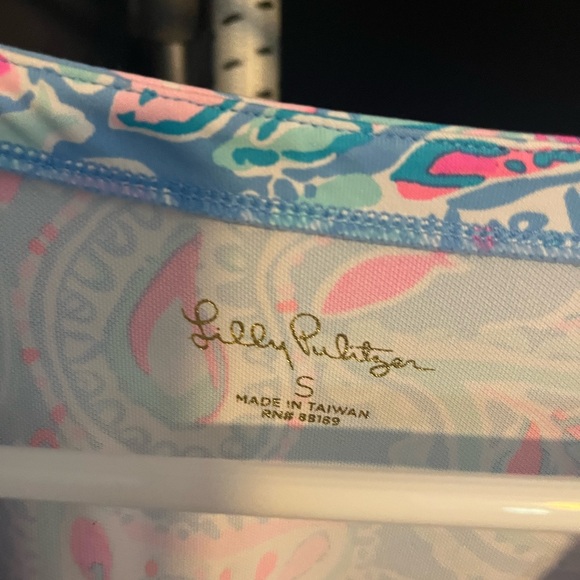 Lilly Pulitzer
S
MADE IN TAIWAN
RN# 88189